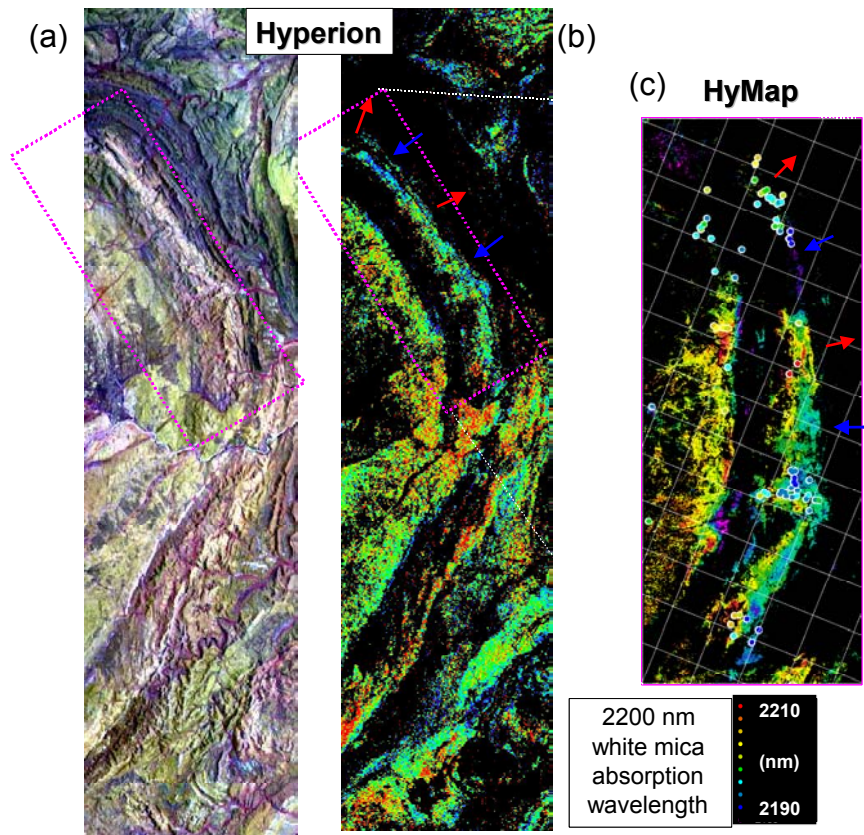 (a)
Hyperion
(b)
(c)
HyMap
2200 nm
white mica
absorption
wavelength
2210
(nm)
2190